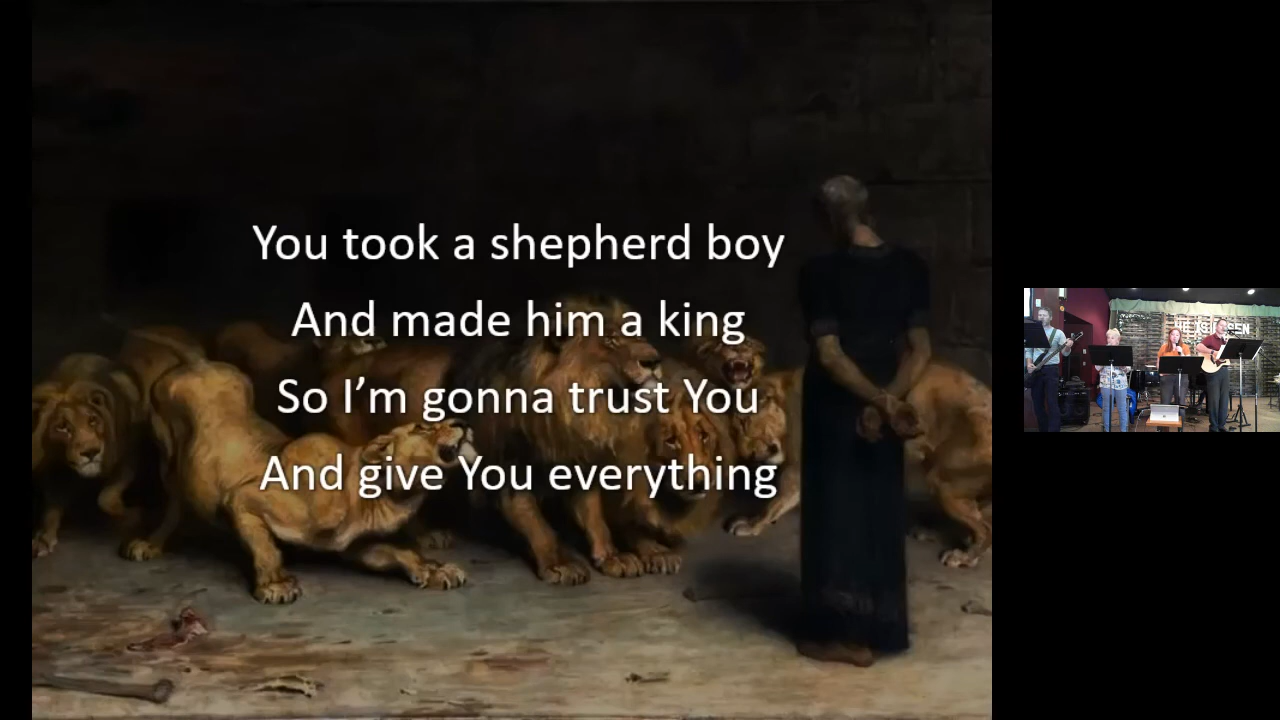 You took a shepherd boy
And made him a king
So I'm gonna trust You
And give You everything